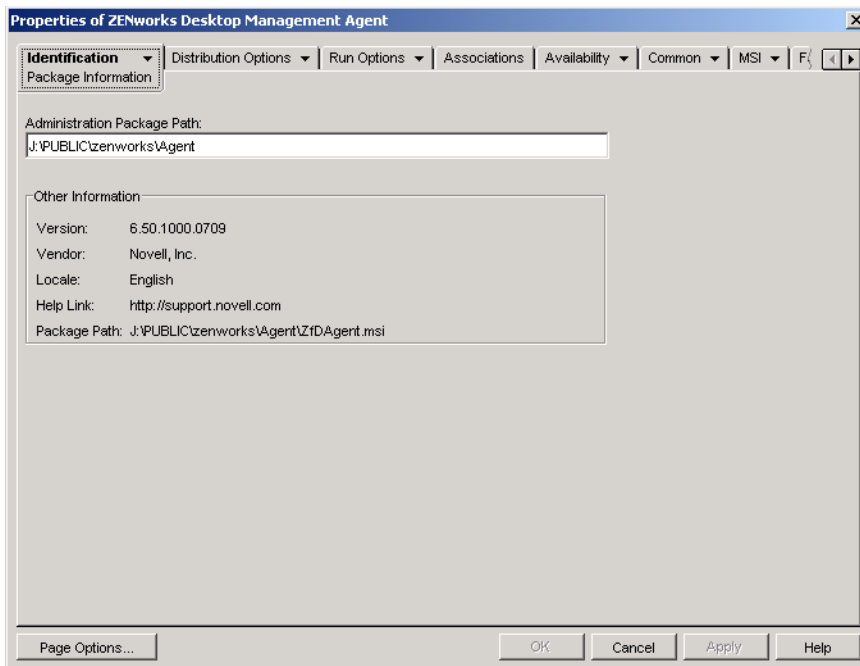 Properties of ZENworks Desktop Management Agent
Identification Distribution Options Run Options Associations Availability Common MSI
Package Information
Administration Package Path:
J:\PUBLIC\zenworks\Agent
Other Information
Version: 6.50.1000.0709
Vendor: Novell, Inc.
Locale: English
Help Link: http://support.novell.com
Package Path: J:\PUBLIC\zenworks\Agent\ZfDAgent.msi
Page Options... OK Cancel Apply Help